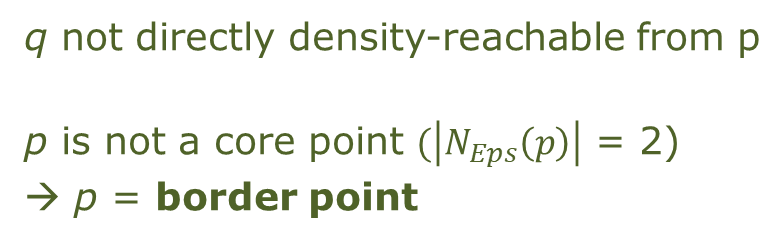 q not directly density-reachable from p
p is not a core point (|N_Eps(p)| = 2)
→ p = border point